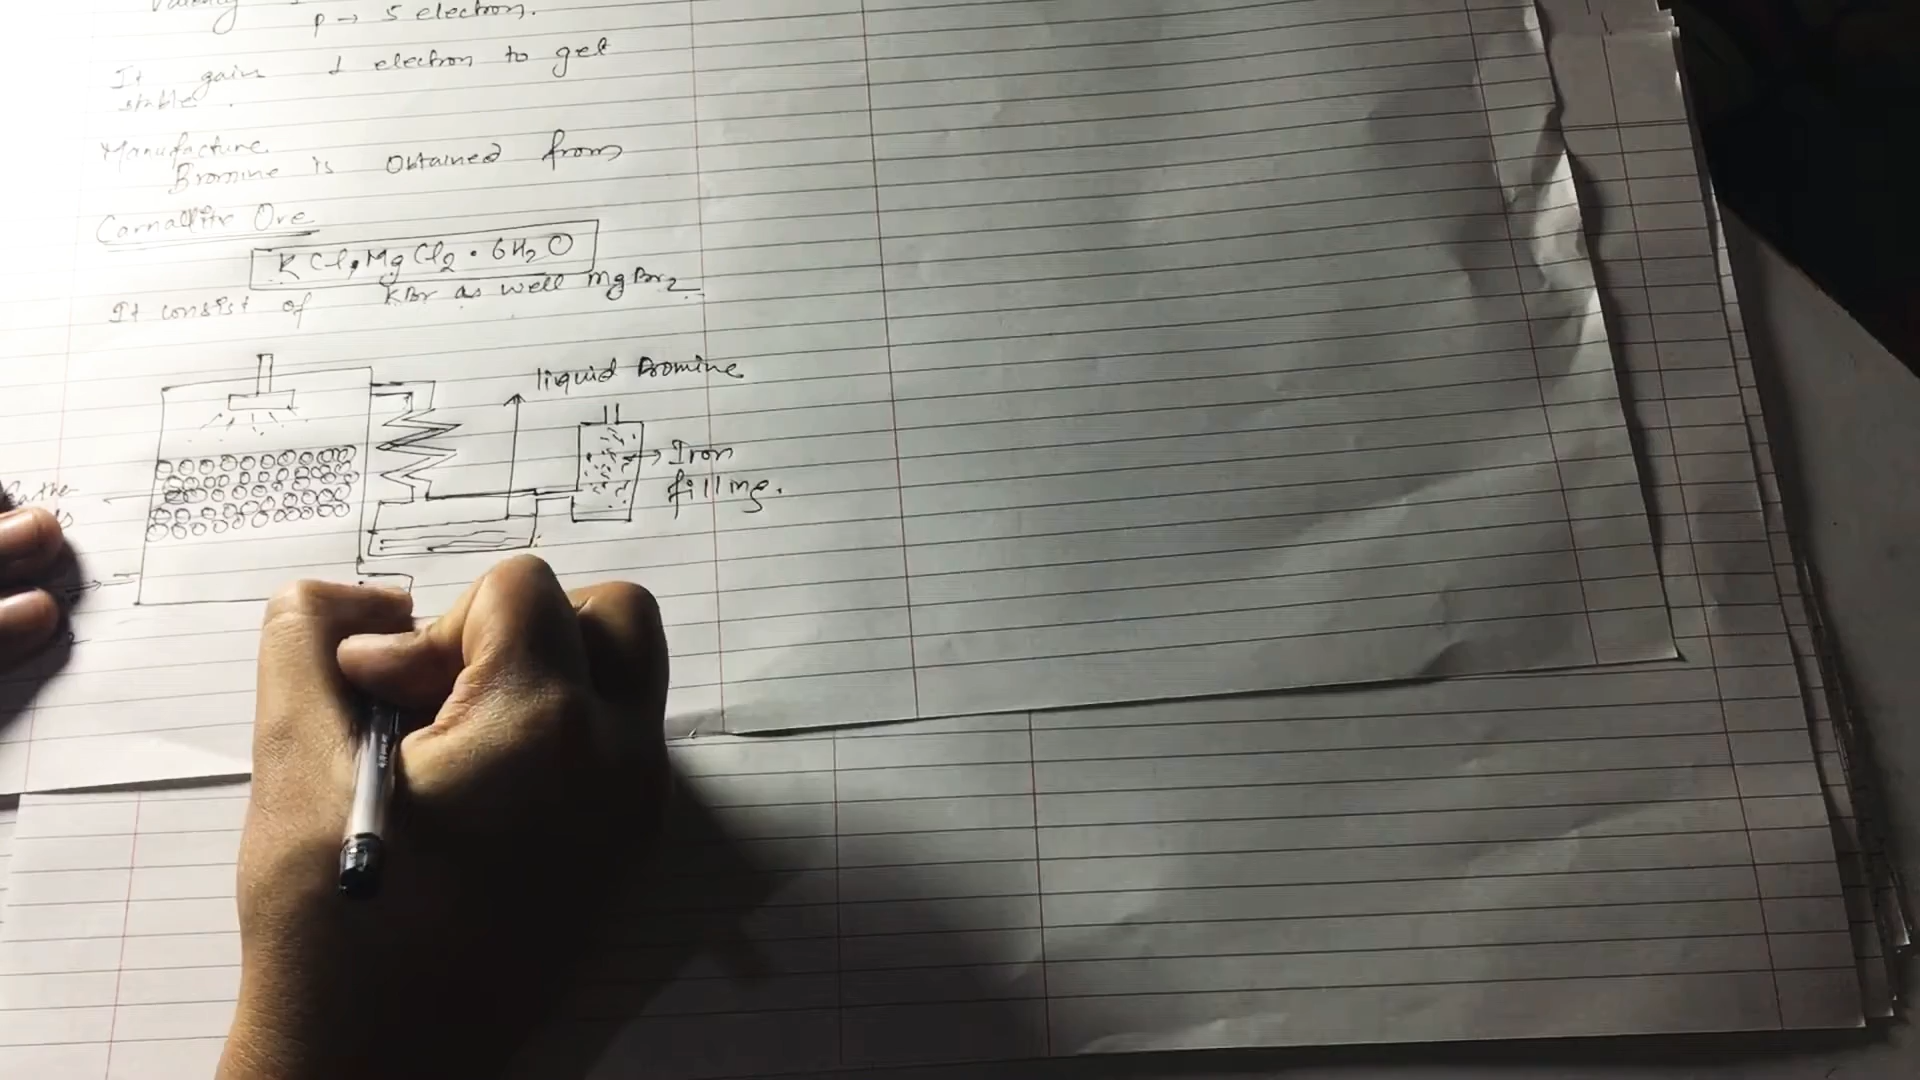 Valency
p → 5 electron.
It gain 1 electron to get
stable.
Manufacture
Bromine is Obtained from
Carnallite Ore
KCl.MgCl2.6H2O
It consist of KBr as well MgBr2
liquid Bromine
Iron
filling.